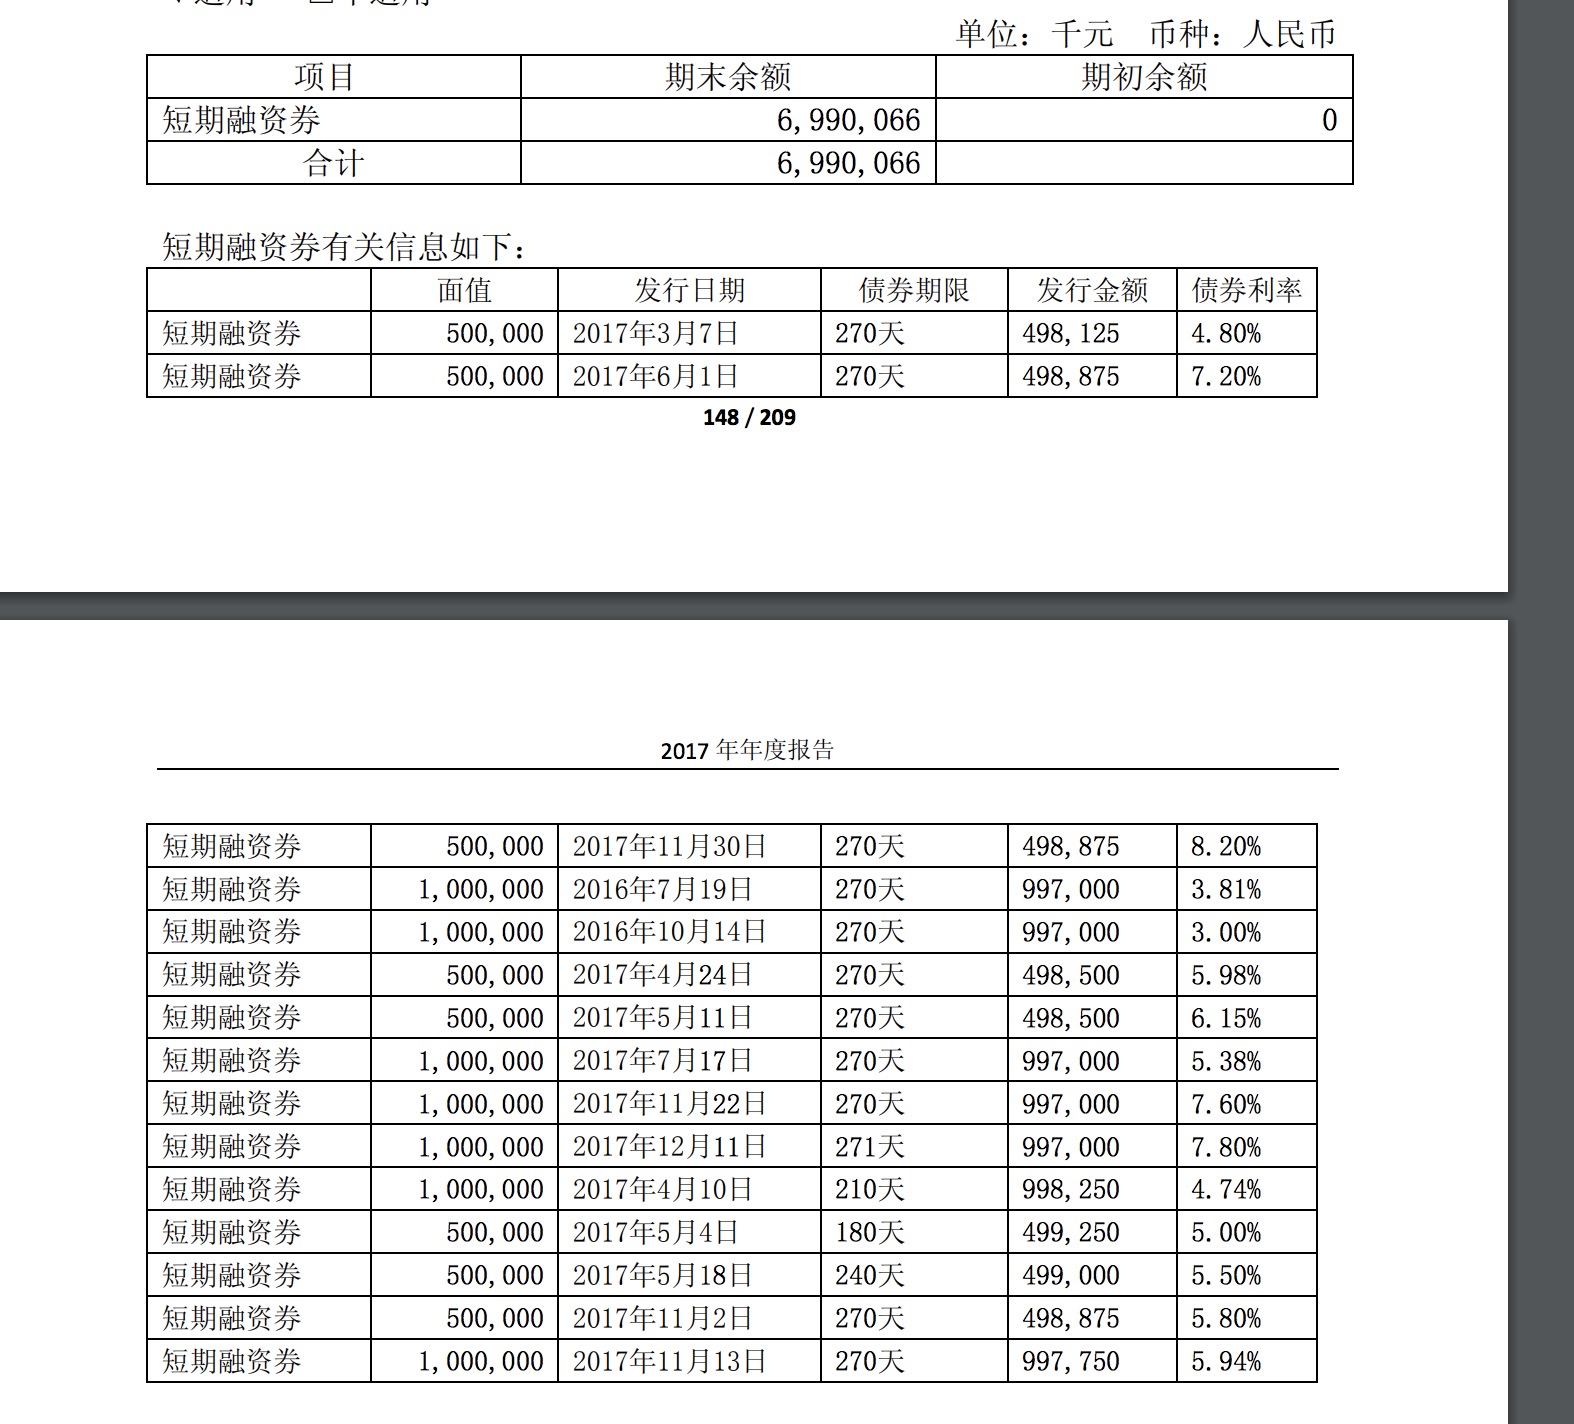 单位：千元 币种：人民币
项目 期末余额 期初余额
短期融资券 6,990,066 0
合计 6,990,066
短期融资券有关信息如下：
面值 发行日期 债券期限 发行金额 债券利率
短期融资券 500,000 2017年3月7日 270天 498,125 4.80%
短期融资券 500,000 2017年6月1日 270天 498,875 7.20%
148 / 209
2017 年年度报告
短期融资券 500,000 2017年11月30日 270天 498,875 8.20%
短期融资券 1,000,000 2016年7月19日 270天 997,000 3.81%
短期融资券 1,000,000 2016年10月14日 270天 997,000 3.00%
短期融资券 500,000 2017年4月24日 270天 498,500 5.98%
短期融资券 500,000 2017年5月11日 270天 498,500 6.15%
短期融资券 1,000,000 2017年7月17日 270天 997,000 5.38%
短期融资券 1,000,000 2017年11月22日 270天 997,000 7.60%
短期融资券 1,000,000 2017年12月11日 271天 997,000 7.80%
短期融资券 1,000,000 2017年4月10日 210天 998,250 4.74%
短期融资券 500,000 2017年5月4日 180天 499,250 5.00%
短期融资券 500,000 2017年5月18日 240天 499,000 5.50%
短期融资券 500,000 2017年11月2日 270天 498,875 5.80%
短期融资券 1,000,000 2017年11月13日 270天 997,750 5.94%